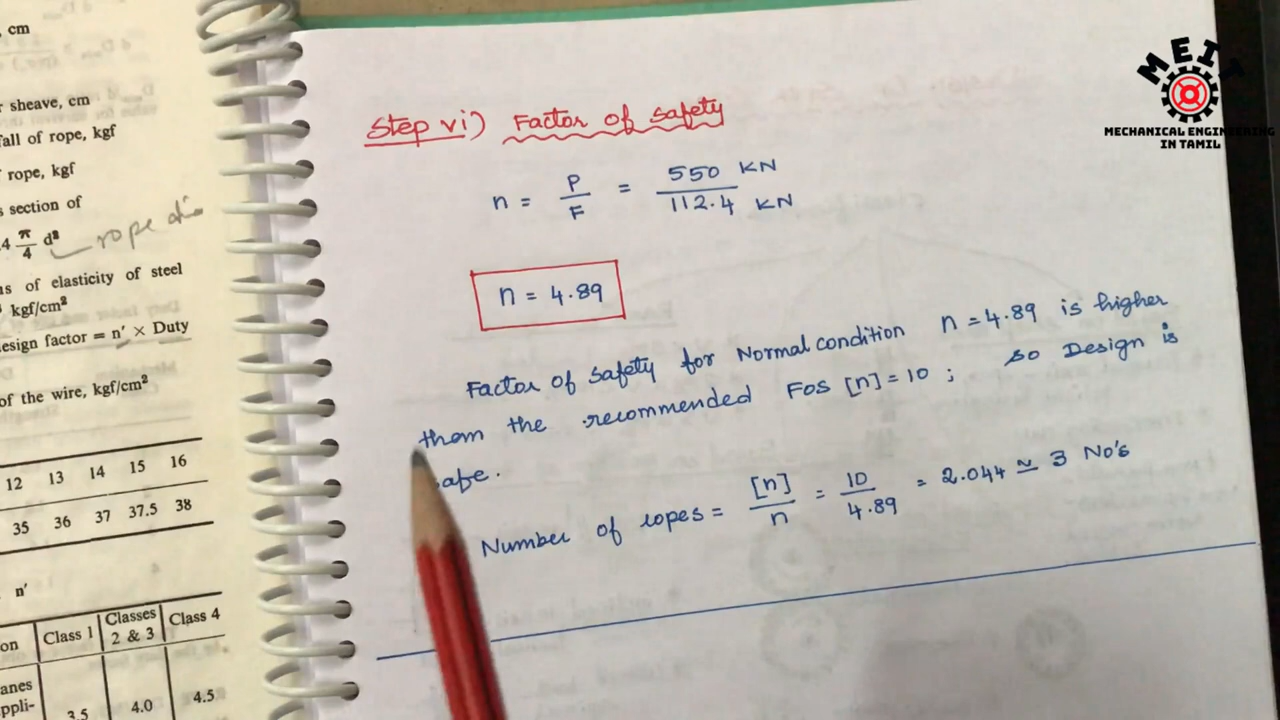 , cm
r sheave, cm
fall of rope, kgf
rope, kgf
s section of
4 π/4 d²
rope dia
us of elasticity of steel
kgf/cm²
design factor = n' × Duty
of the wire, kgf/cm²
12 13 14 15 16
35 36 37 37.5 38
n'
on Class 1 Classes 2 & 3 Class 4
anes
ppli-
3.5 4.0 4.5
Step vi) Factor of Safety
n = P/F = 550 KN / 112.4 KN
n = 4.89
Factor of Safety for Normal condition n = 4.89 is higher
than the recommended FOS [n] = 10 ; so Design is
safe.
Number of ropes = [n]/n = 10/4.89 = 2.044 ≃ 3 No's
MEIT
MECHANICAL ENGINEERING
IN TAMIL